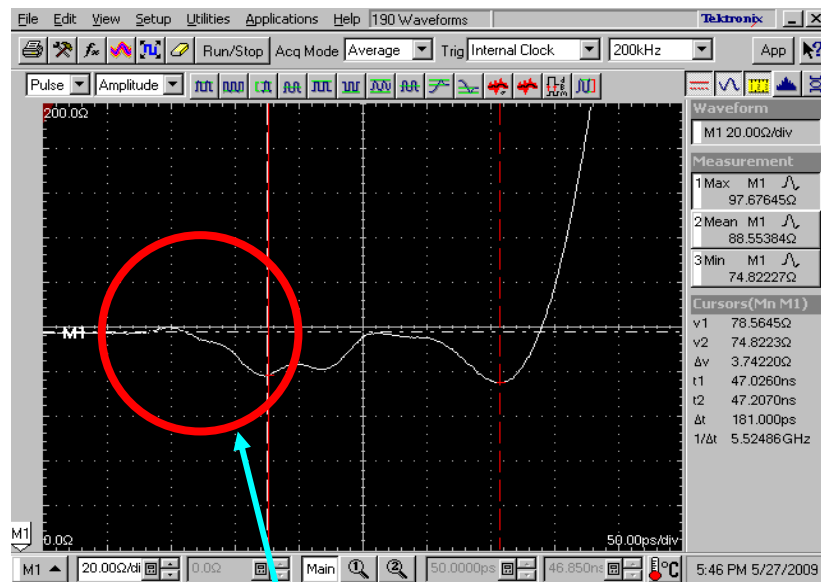 File Edit View Setup Utilities Applications Help 190 Waveforms Tektronix
Run/Stop Acq Mode Average Trig Internal Clock 200kHz App
Pulse Amplitude
200.0Ω
M1
M1
0.0Ω 50.00ps/div
Waveform
M1 20.00Ω/div
Measurement
1 Max M1
97.67645Ω
2 Mean M1
88.55384Ω
3 Min M1
74.82227Ω
Cursors(Mn M1)
v1 78.5645Ω
v2 74.8223Ω
Δv 3.74220Ω
t1 47.0260ns
t2 47.2070ns
Δt 181.000ps
1/Δt 5.52486GHz
M1 20.00Ω/di 0.0Ω Main 50.0000ps 46.850ns °C 5:46 PM 5/27/2009